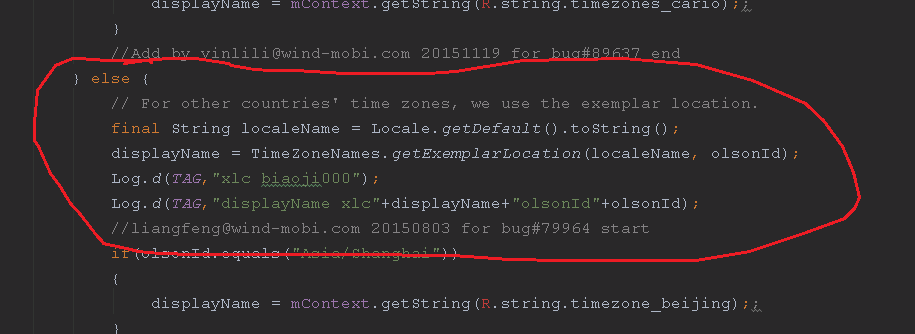 displayName = mContext.getString(R.string.timezones_cario);;
}
//Add by yinlili@wind-mobi.com 20151119 for bug#89637 end
} else {
// For other countries' time zones, we use the exemplar location.
final String localeName = Locale.getDefault().toString();
displayName = TimeZoneNames.getExemplarLocation(localeName, olsonId);
Log.d(TAG,"xlc biaoji000");
Log.d(TAG,"displayName xlc"+displayName+"olsonId"+olsonId);
//liangfeng@wind-mobi.com 20150803 for bug#79964 start
if(olsonId.equals("Asia/Shanghai"))
{
displayName = mContext.getString(R.string.timezone_beijing);;
}